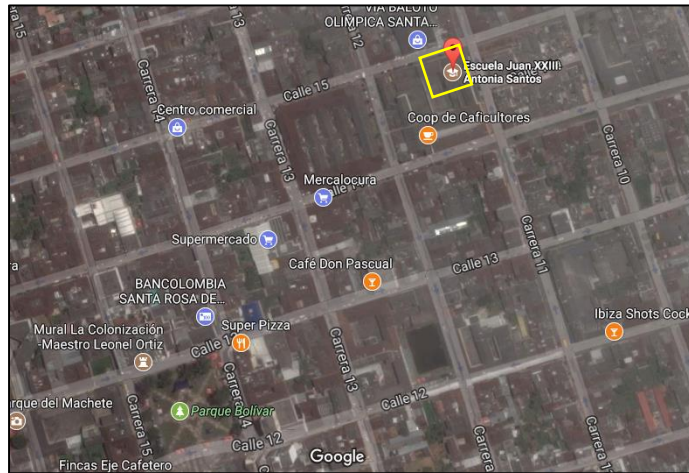 VIA BALOTO
OLIMPICA SANTA...
Carrera 15
Carrera 13
Carrera 12
Escuela Juan XXIII.
Antonia Santos
Calle 15
Carrera 14
Centro comercial
Coop de Caficultores
Carrera 13
Carrera 10
Mercalocura
Supermercado
Carrera 11
Café Don Pascual
Calle 13
BANCOLOMBIA
SANTA ROSA DE...
Ibiza Shots Cock
Mural La Colonización
-Maestro Leonel Ortiz
Super Pizza
Carrera 13
Calle 12
arque del Machete
Parque Bolívar
Carrera 14
Carrera 15
Calle 12
Google
Fincas Eje Cafetero